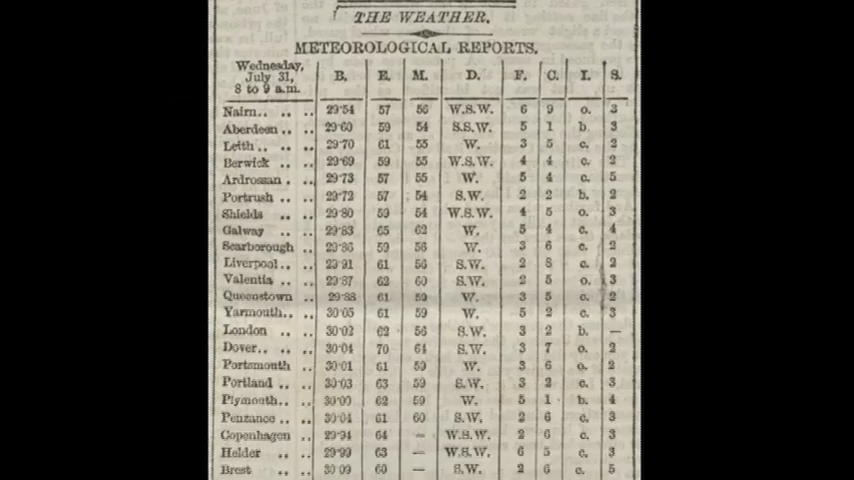 THE WEATHER.
METEOROLOGICAL REPORTS.
Wednesday, July 31, 8 to 9 a.m. B. E. M. D. F. C. I. S.
Nairn.. .. .. 29·54 57 56 W.S.W. 6 9 o. 3
Aberdeen .. .. 29·60 59 54 S.S.W. 5 1 b. 3
Leith .. .. .. 29·70 61 55 W. 3 5 c. 2
Berwick .. .. 29·69 59 55 W.S.W. 4 4 c. 2
Ardrossan . .. 29·73 57 55 W. 5 4 c. 5
Portrush .. .. 29·72 57 54 S.W. 2 2 b. 2
Shields .. .. 29·80 59 54 W.S.W. 4 5 o. 3
Galway .. .. 29·83 65 62 W. 5 4 c. 4
Scarborough .. 29·86 59 56 W. 3 6 c. 2
Liverpool.. .. 29·91 61 56 S.W. 2 8 c. 2
Valentia .. .. 29·87 62 60 S.W. 2 5 o. 3
Queenstown .. 29·88 61 59 W. 3 5 c. 2
Yarmouth.. .. 30·05 61 59 W. 5 2 c. 3
London .. .. 30·02 62 56 S.W. 3 2 b. —
Dover.. .. .. 30·04 70 64 S.W. 3 7 o. 2
Portsmouth .. 30·01 61 59 W. 3 6 o. 2
Portland .. .. 30·03 63 59 S.W. 3 2 c. 3
Plymouth .. .. 30·00 62 59 W. 5 1 b. 4
Penzance .. .. 30·04 61 60 S.W. 2 6 c. 3
Copenhagen .. 29·94 64 — W.S.W. 2 6 c. 3
Helder .. .. 29·99 63 — W.S.W. 6 5 c. 3
Brest .. .. 30·09 60 — S.W. 2 6 c. 5